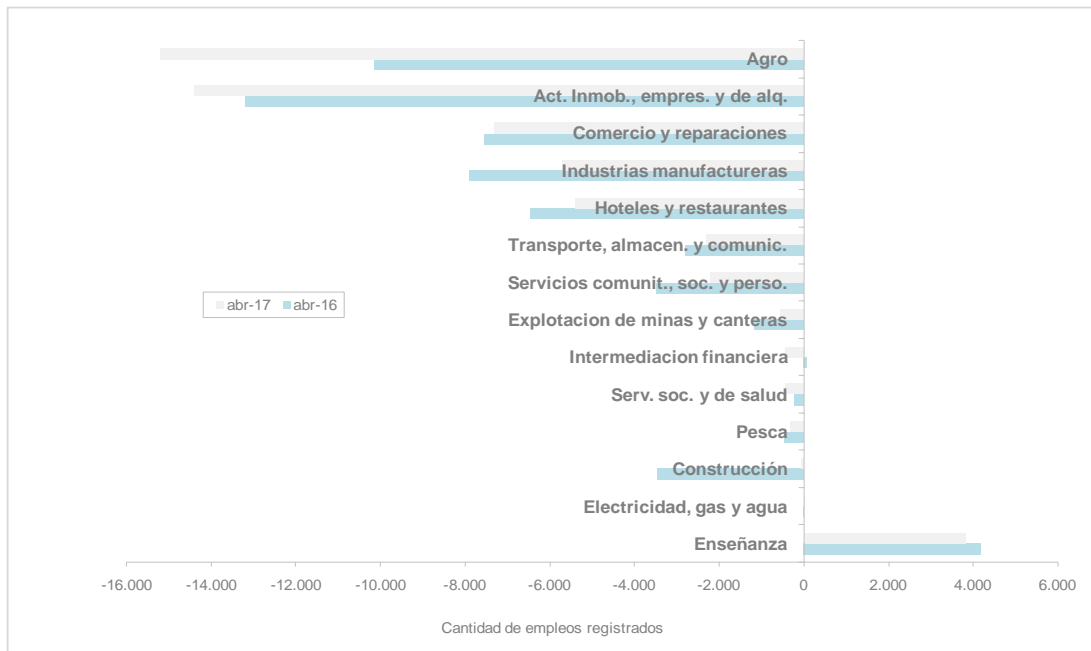 Agro
Act. Inmob., empres. y de alq.
Comercio y reparaciones
Industrias manufactureras
Hoteles y restaurantes
Transporte, almacen. y comunic.
Servicios comunit., soc. y perso.
abr-17 abr-16
Explotacion de minas y canteras
Intermediacion financiera
Serv. soc. y de salud
Pesca
Construcción
Electricidad, gas y agua
Enseñanza
-16.000 -14.000 -12.000 -10.000 -8.000 -6.000 -4.000 -2.000 0 2.000 4.000 6.000
Cantidad de empleos registrados